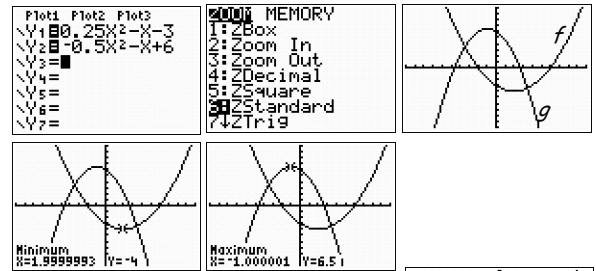 Plot1 Plot2 Plot3
\Y₁=0.25X²-X-3
\Y₂=-0.5X²-X+6
\Y₃=
\Y₄=
\Y₅=
\Y₆=
\Y₇=
ZOOM MEMORY
1:ZBox
2:Zoom In
3:Zoom Out
4:ZDecimal
5:ZSquare
6:ZStandard
7↓ZTrig
f
g
Minimum
X=1.9999993 Y=-4
Maximum
X=-1.000001 Y=6.5